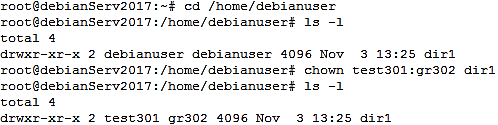 root@debianServ2017:~# cd /home/debianuser
root@debianServ2017:/home/debianuser# ls -l
total 4
drwxr-xr-x 2 debianuser debianuser 4096 Nov  3 13:25 dir1
root@debianServ2017:/home/debianuser# chown test301:gr302 dir1
root@debianServ2017:/home/debianuser# ls -l
total 4
drwxr-xr-x 2 test301 gr302 4096 Nov  3 13:25 dir1